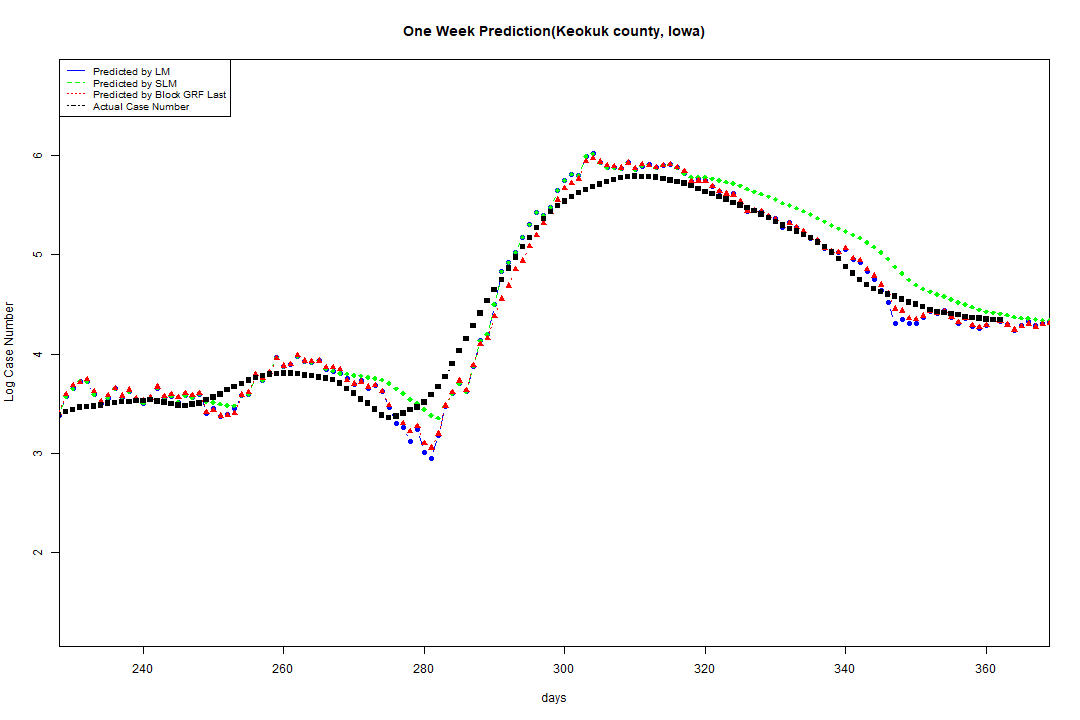 One Week Prediction(Keokuk county, Iowa)
Predicted by LM
Predicted by SLM
Predicted by Block GRF Last
Actual Case Number
6
5
4
3
2
Log Case Number
240 260 280 300 320 340 360
days